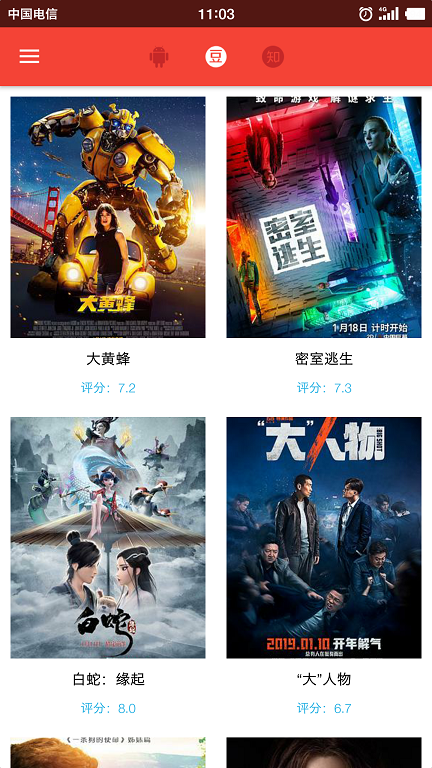 中国电信 11:03 4G
豆 知
大黄蜂
致命游戏 解谜求生
密室
逃生
1月18日 计时开始
大黄蜂
评分：7.2
密室逃生
评分：7.3
白蛇
缘起
“大”人物
BIG SHOT
2019.01.10 开年解气
白蛇：缘起
评分：8.0
“大”人物
评分：6.7
《一条狗的使命》姊妹篇